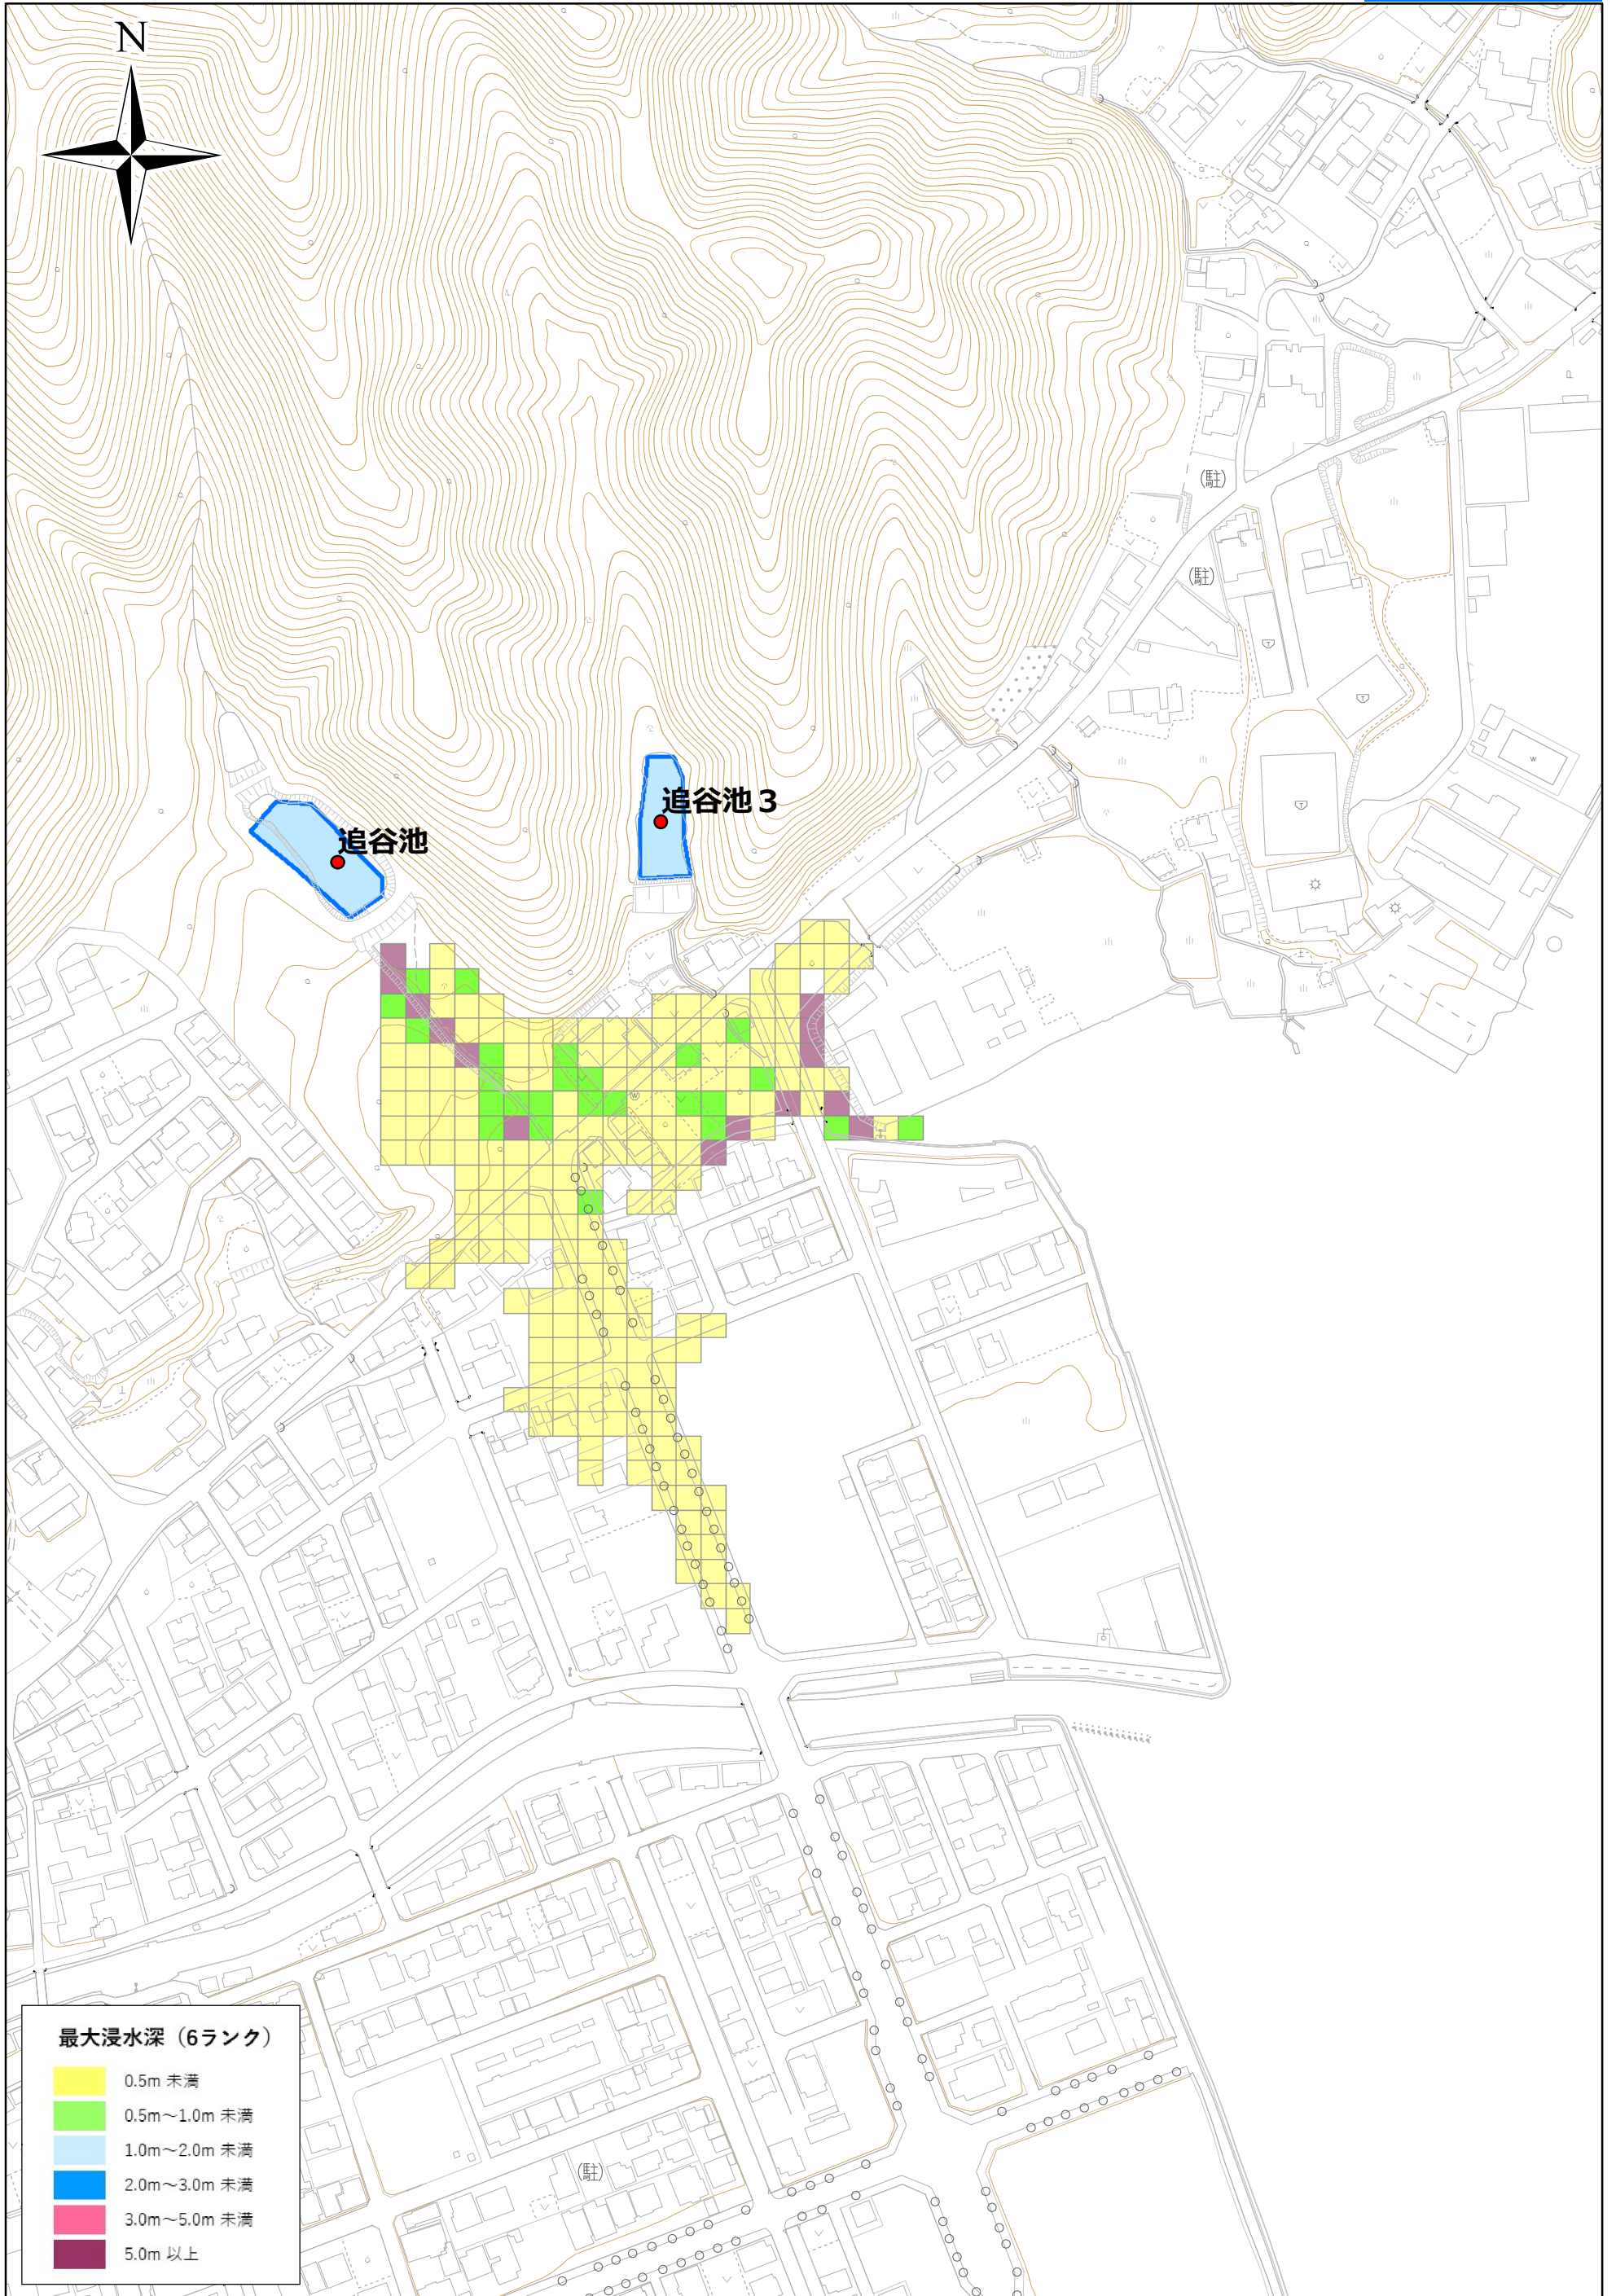 N
(駐)
(駐)
追谷池3
追谷池
最大浸水深（6ランク）
0.5m 未満
0.5m～1.0m 未満
1.0m～2.0m 未満
2.0m～3.0m 未満
3.0m～5.0m 未満
5.0m 以上
(駐)